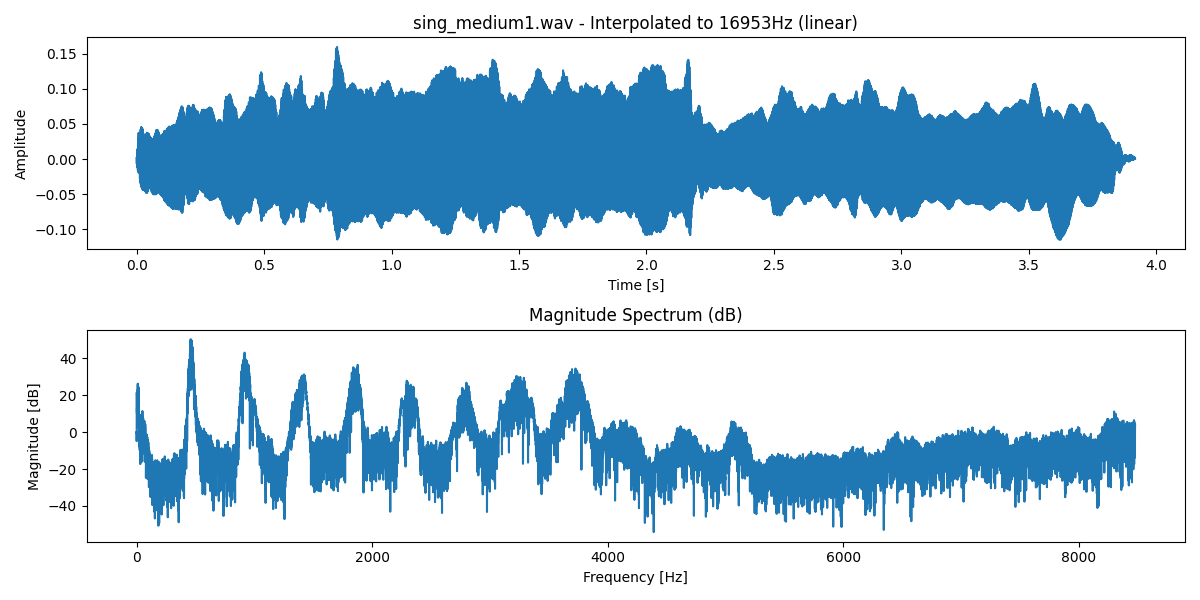 sing_medium1.wav - Interpolated to 16953Hz (linear)
0.15
0.10
0.05
0.00
−0.05
−0.10
Amplitude
0.0 0.5 1.0 1.5 2.0 2.5 3.0 3.5 4.0
Time [s]
Magnitude Spectrum (dB)
40
20
0
−20
−40
Magnitude [dB]
0 2000 4000 6000 8000
Frequency [Hz]